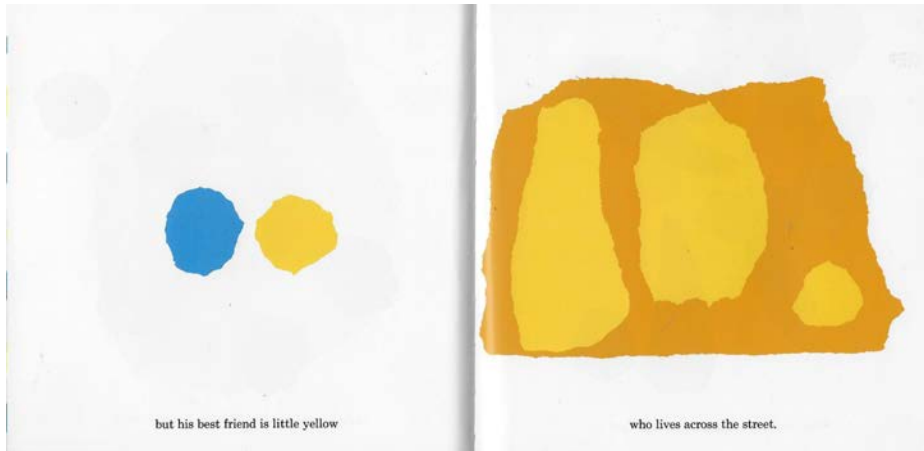 but his best friend is little yellow
who lives across the street.